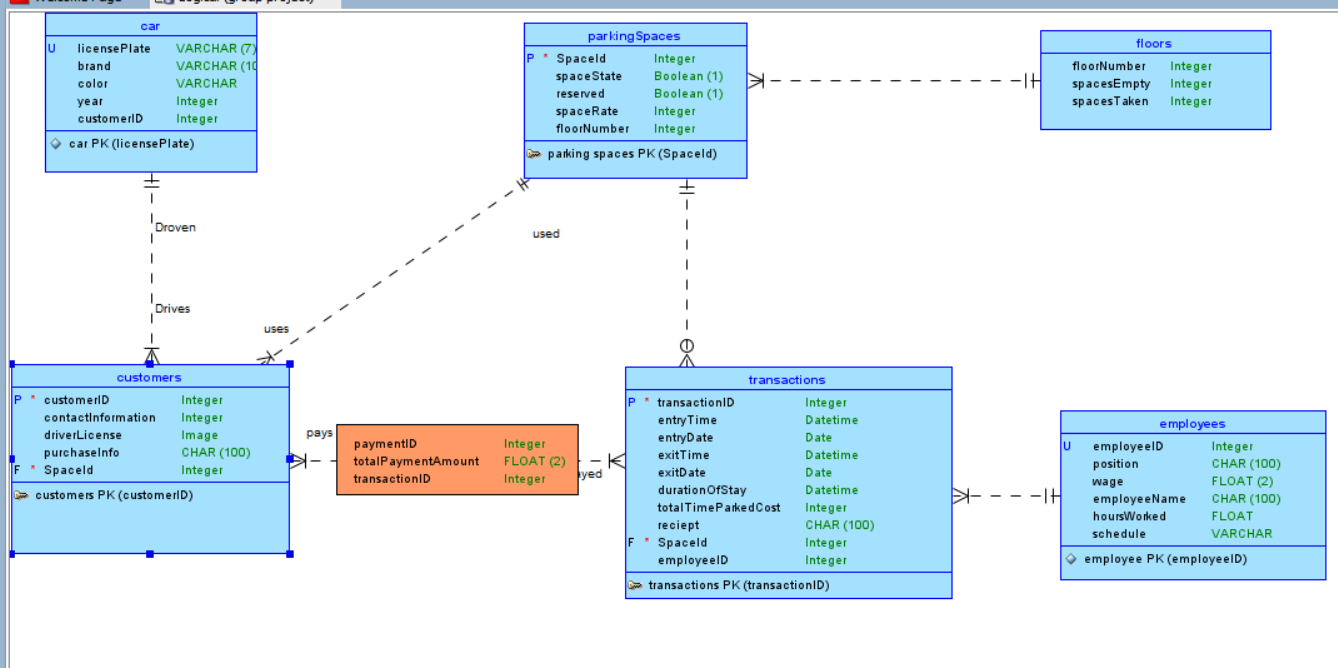 Welcome Page
Logical (group project)
car
U licensePlate VARCHAR (7)
brand VARCHAR (10
color VARCHAR
year Integer
customerID Integer
car PK (licensePlate)
parkingSpaces
P * SpaceId Integer
spaceState Boolean (1)
reserved Boolean (1)
spaceRate Integer
floorNumber Integer
parking spaces PK (SpaceId)
floors
floorNumber Integer
spacesEmpty Integer
spacesTaken Integer
Droven
Drives
used
uses
customers
P * customerID Integer
contactInformation Integer
driverLicense Image
purchaseInfo CHAR (100)
F * SpaceId Integer
customers PK (customerID)
pays
paymentID Integer
totalPaymentAmount FLOAT (2)
transactionID Integer
ayed
transactions
P * transactionID Integer
entryTime Datetime
entryDate Date
exitTime Datetime
exitDate Date
durationOfStay Datetime
totalTimeParkedCost Integer
reciept CHAR (100)
F * SpaceId Integer
employeeID Integer
transactions PK (transactionID)
employees
U employeeID Integer
position CHAR (100)
wage FLOAT (2)
employeeName CHAR (100)
hoursWorked FLOAT
schedule VARCHAR
employee PK (employeeID)